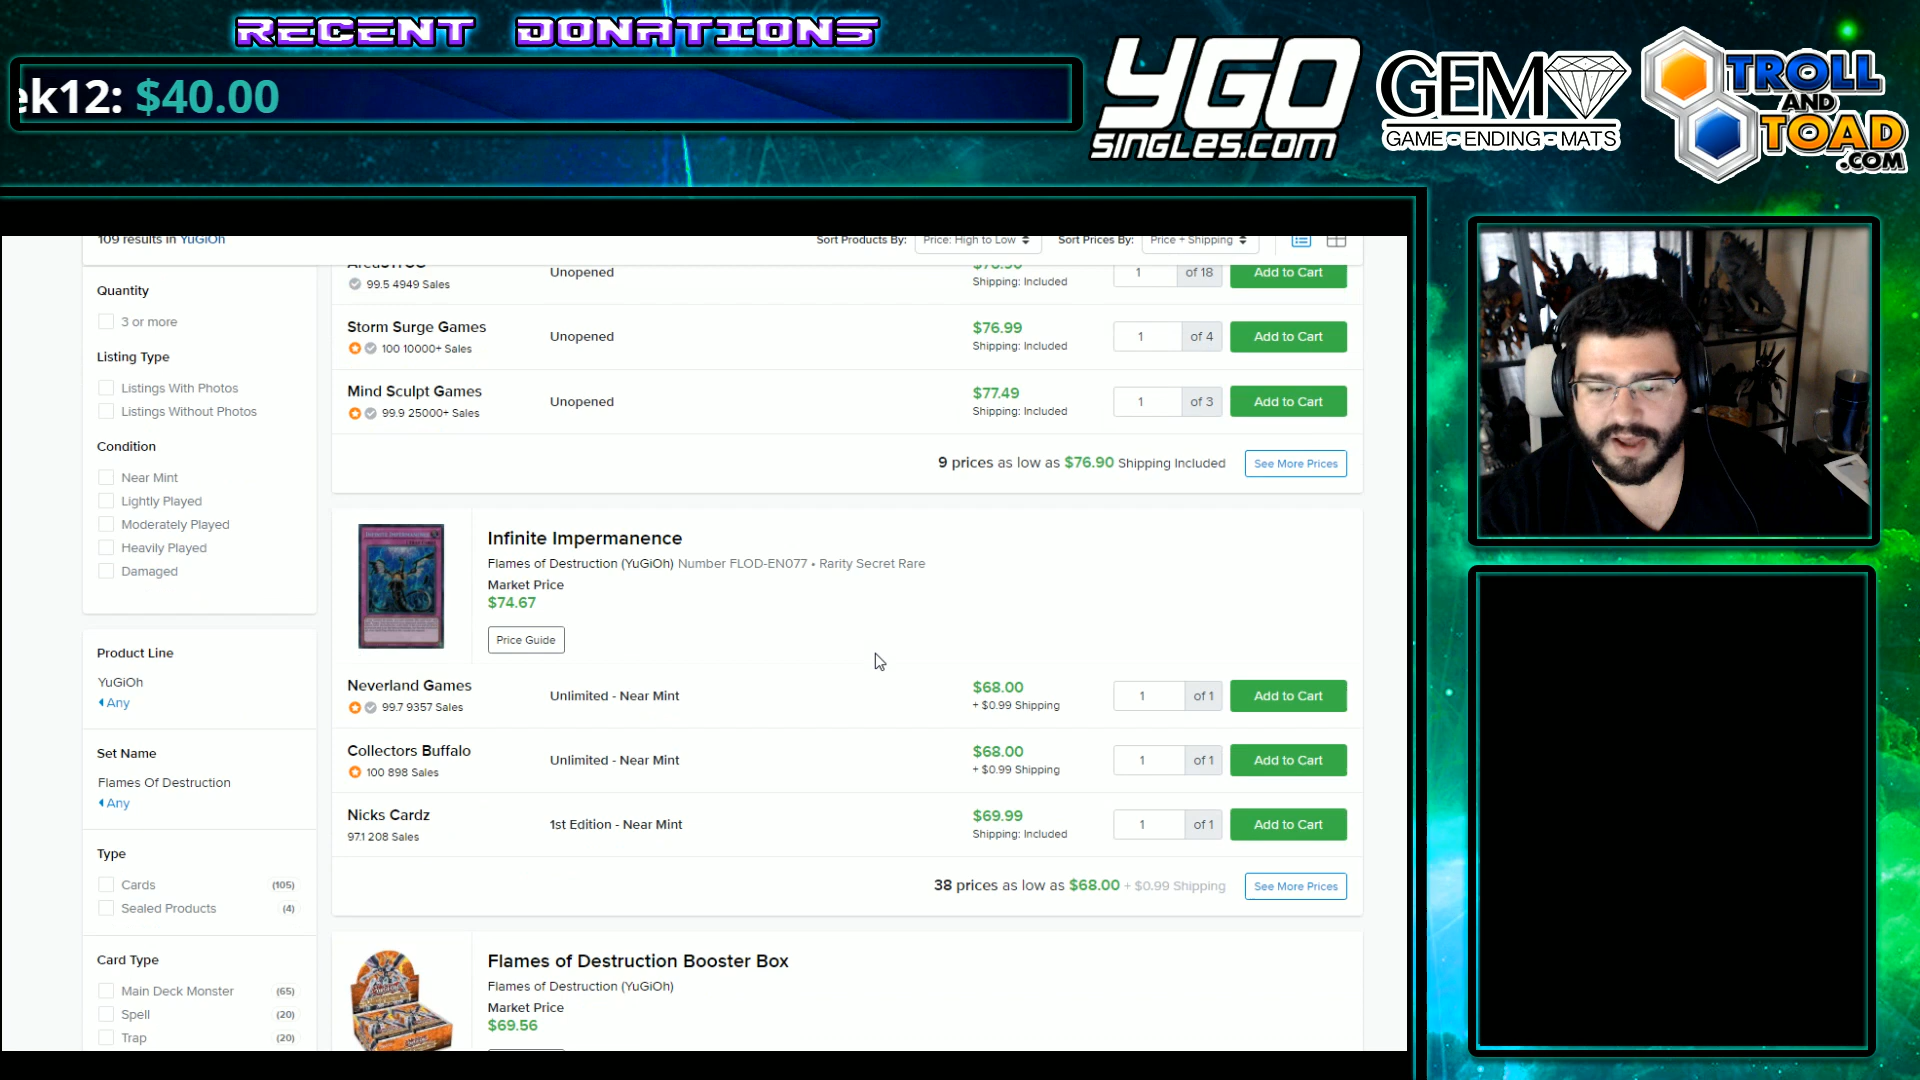 RECENT DONATIONS
ek12: $40.00
YGO
SINGLES.COM
GEM
GAME-ENDING-MATS
TROLL
AND
TOAD
.COM
109 results in YuGiOh
Sort Products By: Price: High to Low
Sort Prices By: Price + Shipping
Quantity
3 or more
Listing Type
Listings With Photos
Listings Without Photos
Condition
Near Mint
Lightly Played
Moderately Played
Heavily Played
Damaged
Product Line
YuGiOh
Any
Set Name
Flames Of Destruction
Any
Type
Cards (105)
Sealed Products (4)
Card Type
Main Deck Monster (65)
Spell (20)
Trap (20)
99.5 4949 Sales
Unopened
Shipping: Included
1 of 18
Add to Cart
Storm Surge Games
100 10000+ Sales
Unopened
$76.99
Shipping: Included
1 of 4
Add to Cart
Mind Sculpt Games
99.9 25000+ Sales
Unopened
$77.49
Shipping: Included
1 of 3
Add to Cart
9 prices as low as $76.90 Shipping Included
See More Prices
Infinite Impermanence
Flames of Destruction (YuGiOh) Number FLOD-EN077 • Rarity Secret Rare
Market Price
$74.67
Price Guide
Neverland Games
99.7 9357 Sales
Unlimited - Near Mint
$68.00
+ $0.99 Shipping
1 of 1
Add to Cart
Collectors Buffalo
100 898 Sales
Unlimited - Near Mint
$68.00
+ $0.99 Shipping
1 of 1
Add to Cart
Nicks Cardz
97.1 208 Sales
1st Edition - Near Mint
$69.99
Shipping: Included
1 of 1
Add to Cart
38 prices as low as $68.00 + $0.99 Shipping
See More Prices
Flames of Destruction Booster Box
Flames of Destruction (YuGiOh)
Market Price
$69.56